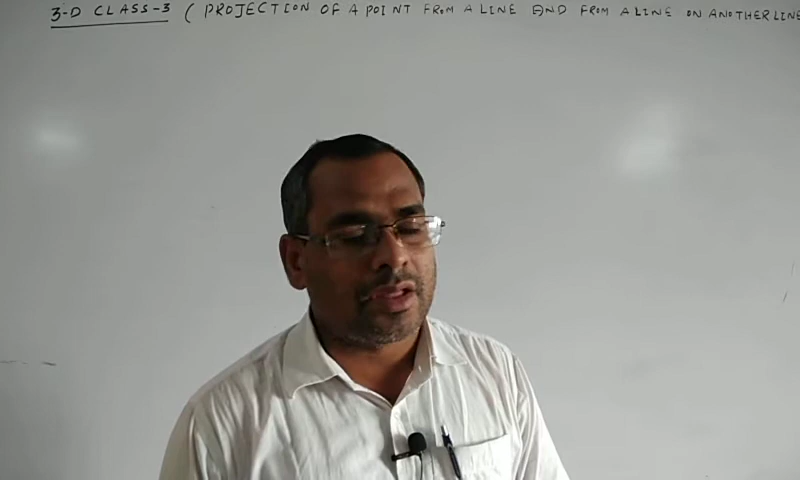 3-D CLASS-3 ( PROJECTION OF A POINT FROM A LINE AND FROM A LINE ON ANOTHER LINE